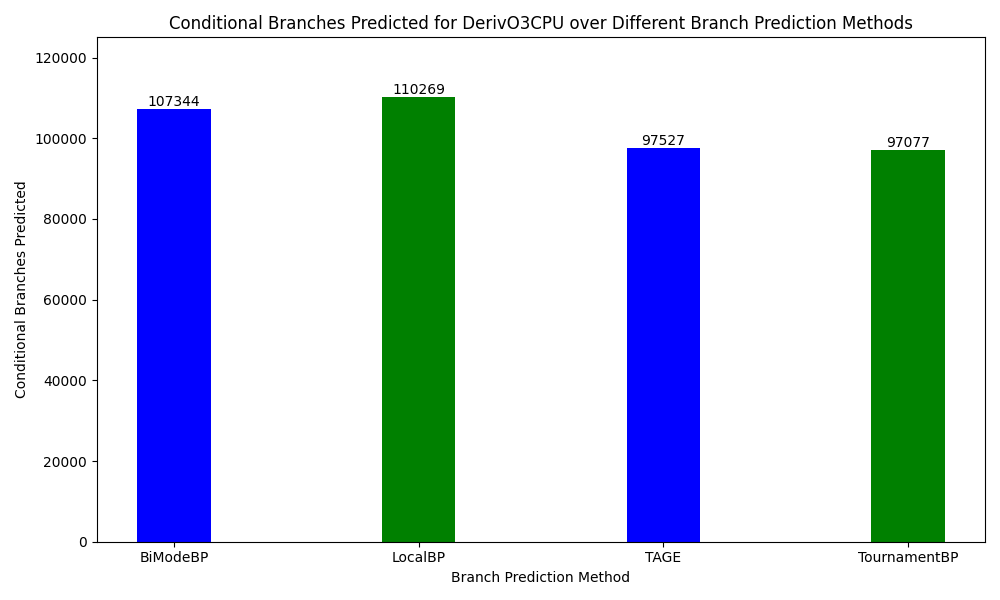 Conditional Branches Predicted for DerivO3CPU over Different Branch Prediction Methods
120000
100000
80000
60000
40000
20000
0
Conditional Branches Predicted
107344
110269
97527
97077
BiModeBP
LocalBP
TAGE
TournamentBP
Branch Prediction Method